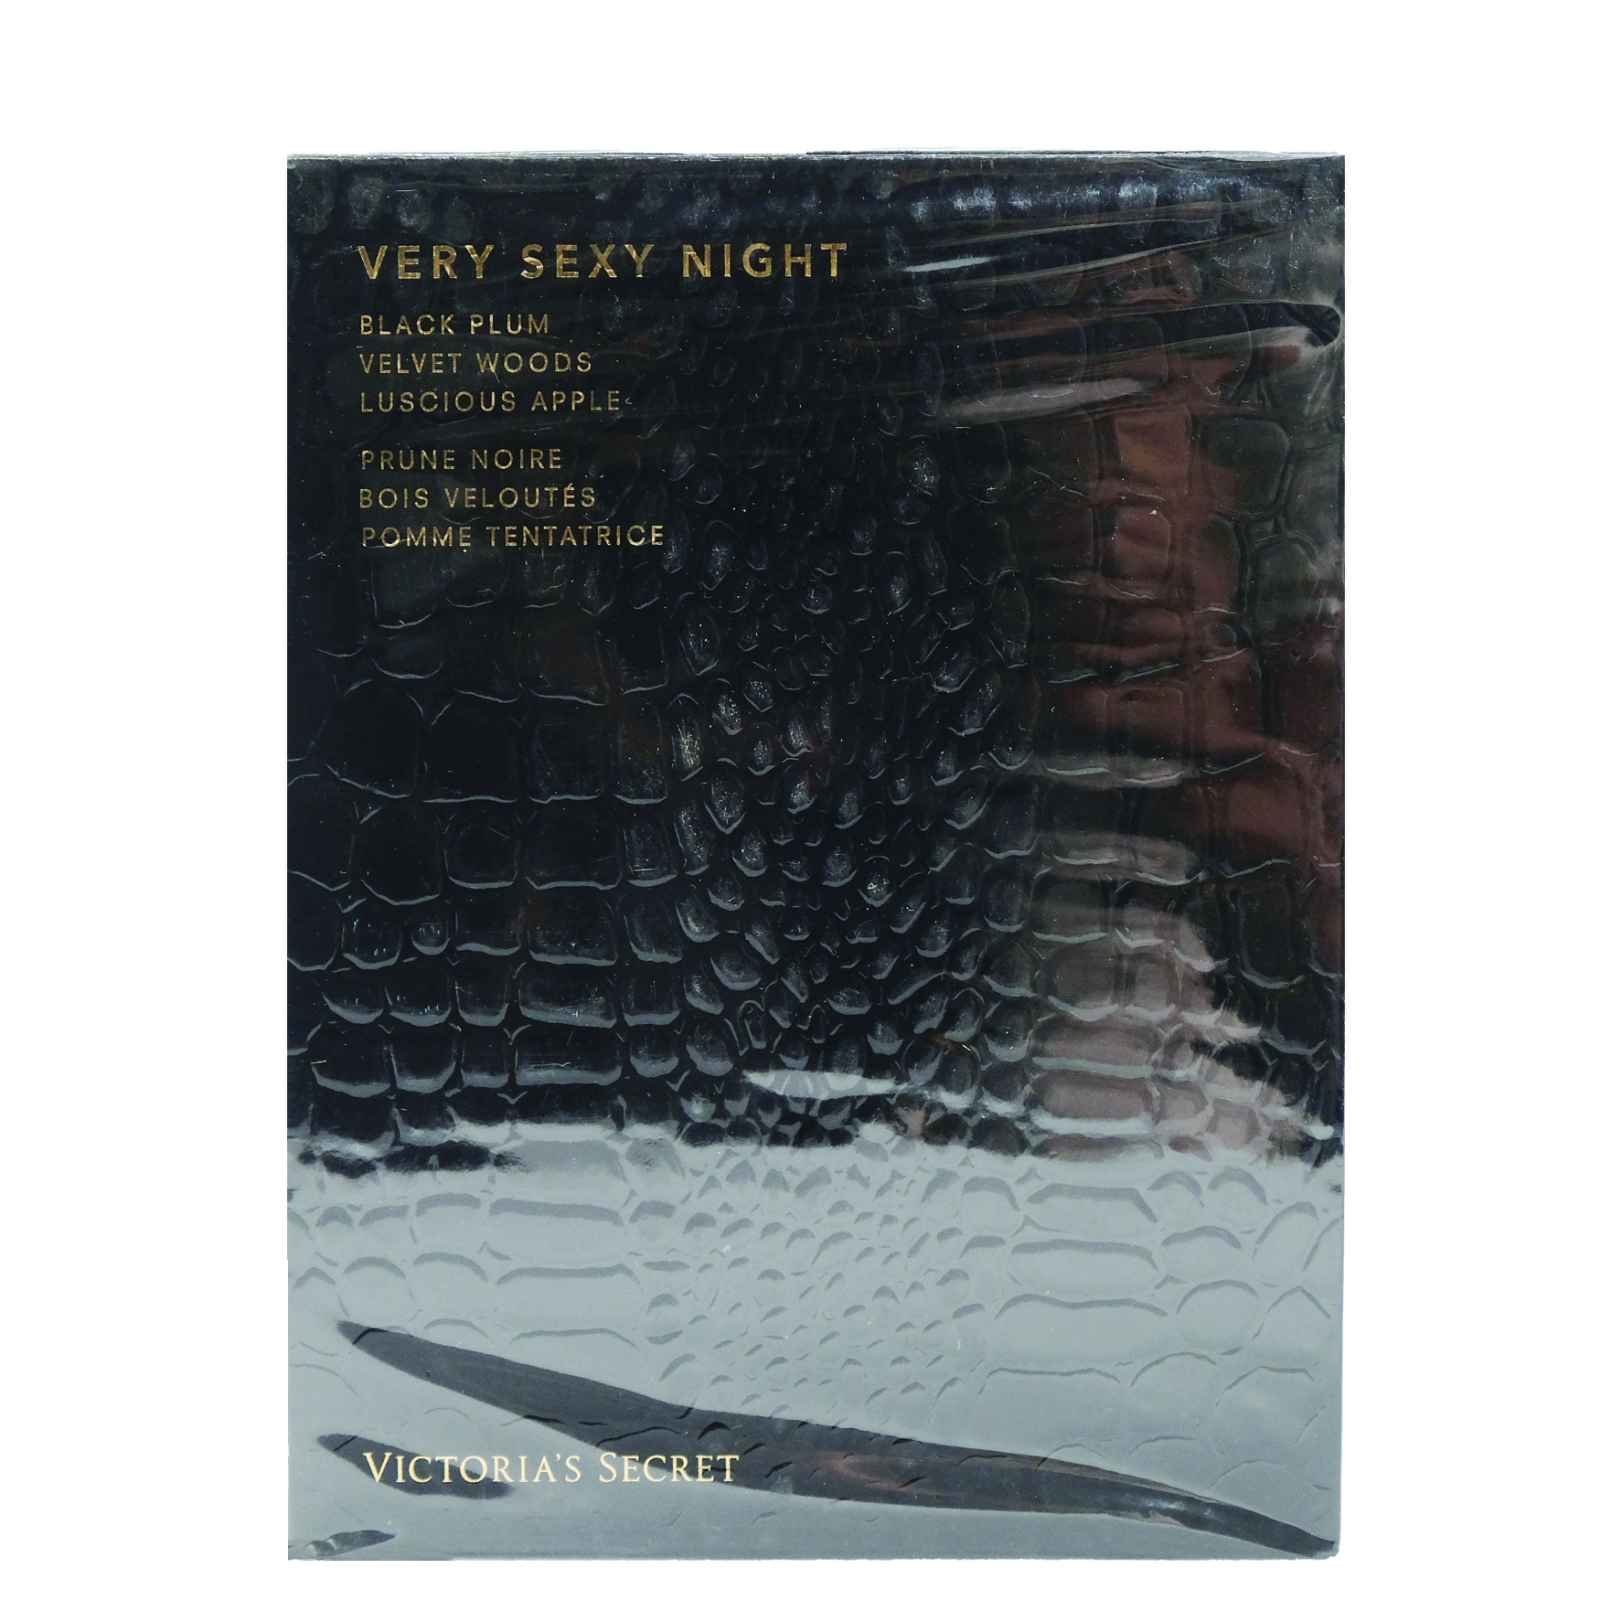 VERY SEXY NIGHT
BLACK PLUM
VELVET WOODS
LUSCIOUS APPLE
PRUNE NOIRE
BOIS VELOUTÉS
POMME TENTATRICE
VICTORIA'S SECRET